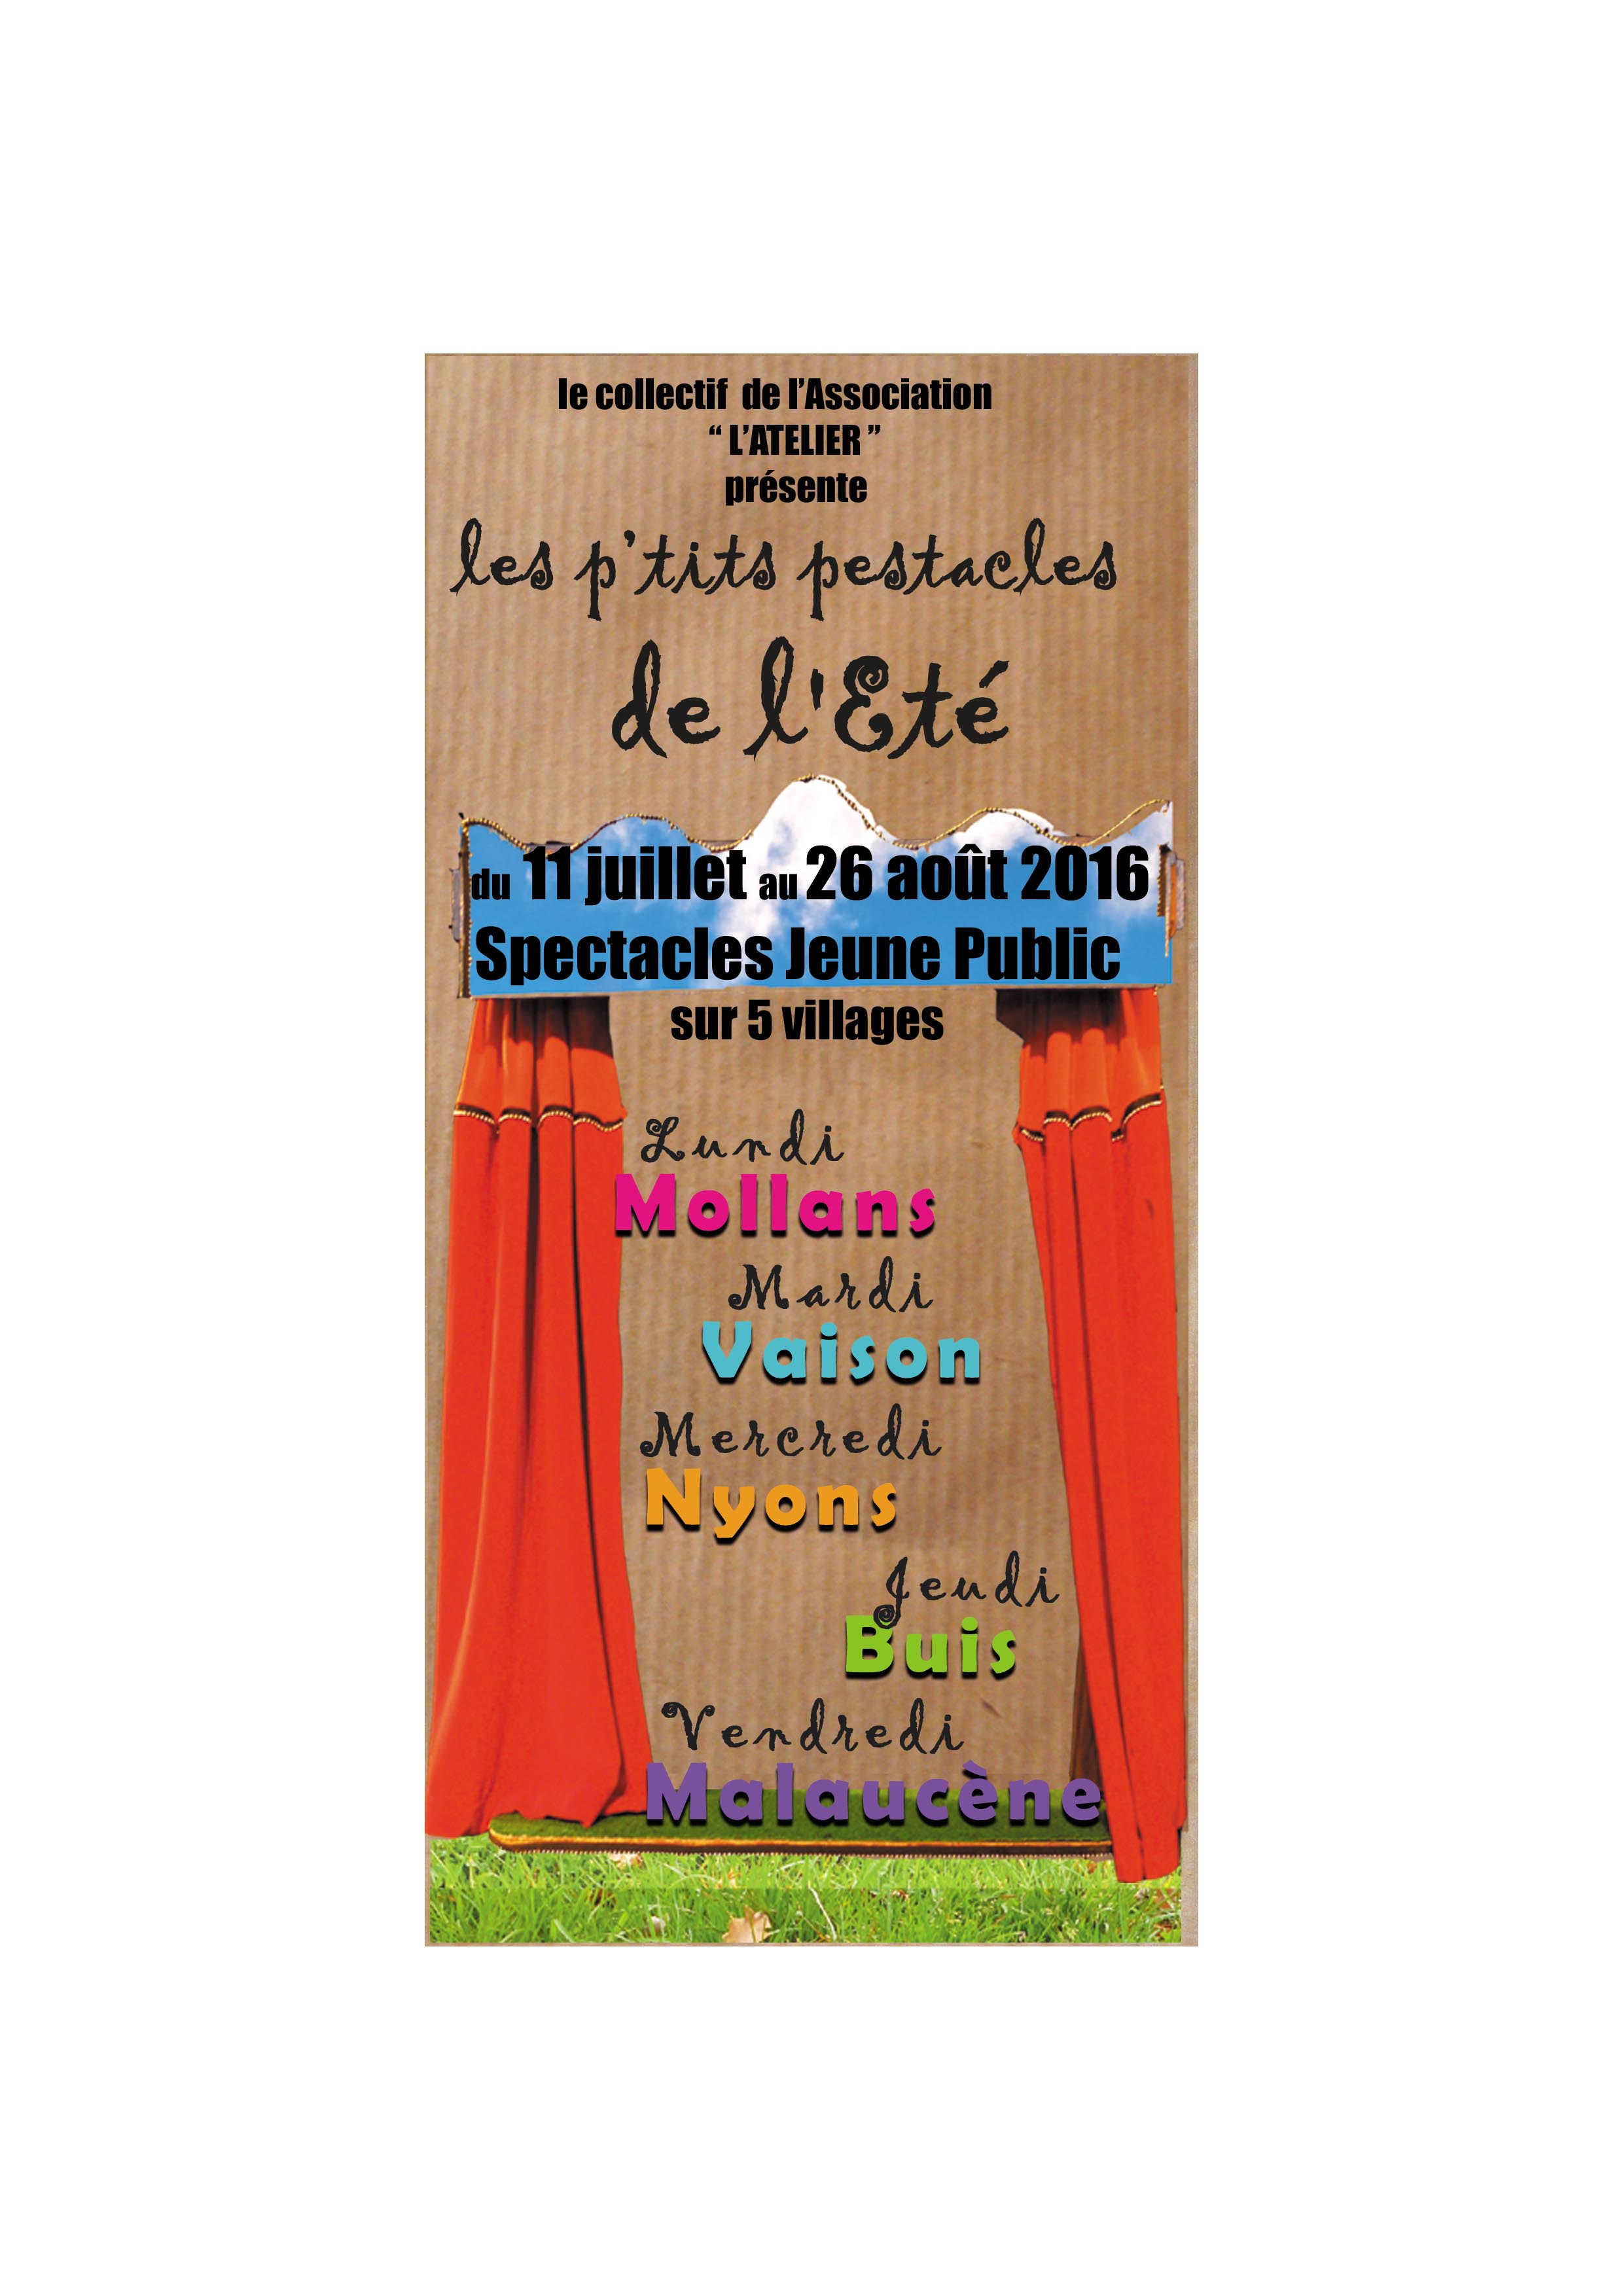 le collectif de l’Association
“ L’ATELIER ”
présente
les p’tits pestacles
de l'Eté
du 11 juillet au 26 août 2016
Spectacles Jeune Public
sur 5 villages
Lundi
Mollans
Mardi
Vaison
Mercredi
Nyons
Jeudi
Buis
Vendredi
Malaucène